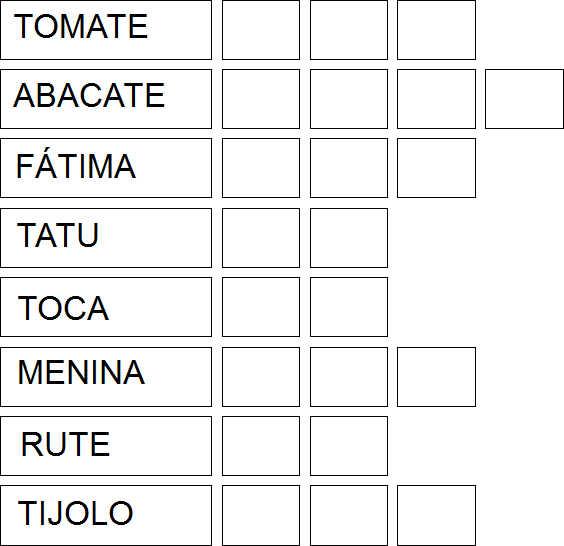 TOMATE
ABACATE
FÁTIMA
TATU
TOCA
MENINA
RUTE
TIJOLO